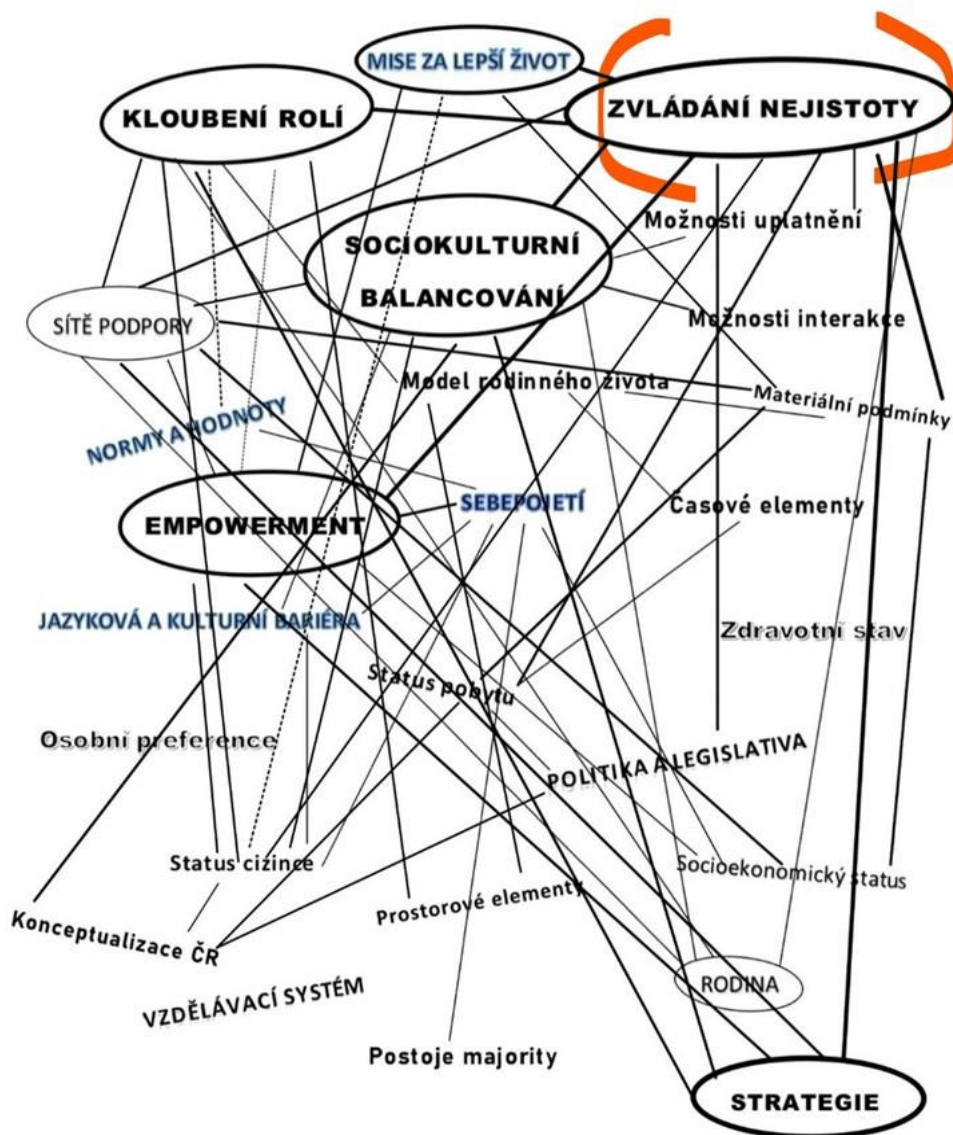 MISE ZA LEPŠÍ ŽIVOT
KLOUBENÍ ROLÍ
ZVLÁDÁNÍ NEJISTOTY
Možnosti uplatnění
SOCIOKULTURNÍ
BALANCOVÁNÍ
SÍTĚ PODPORY
Možnosti interakce
Model rodinného života
Materiální podmínky
NORMY A HODNOTY
SEBEPOJETÍ
Časové elementy
EMPOWERMENT
JAZYKOVÁ A KULTURNÍ BARIÉRA
Zdravotní stav
Status pobytu
Osobní preference
POLITIKA A LEGISLATIVA
Status cizince
Socioekonomický status
Prostorové elementy
Konceptualizace ČR
RODINA
VZDĚLÁVACÍ SYSTÉM
Postoje majority
STRATEGIE